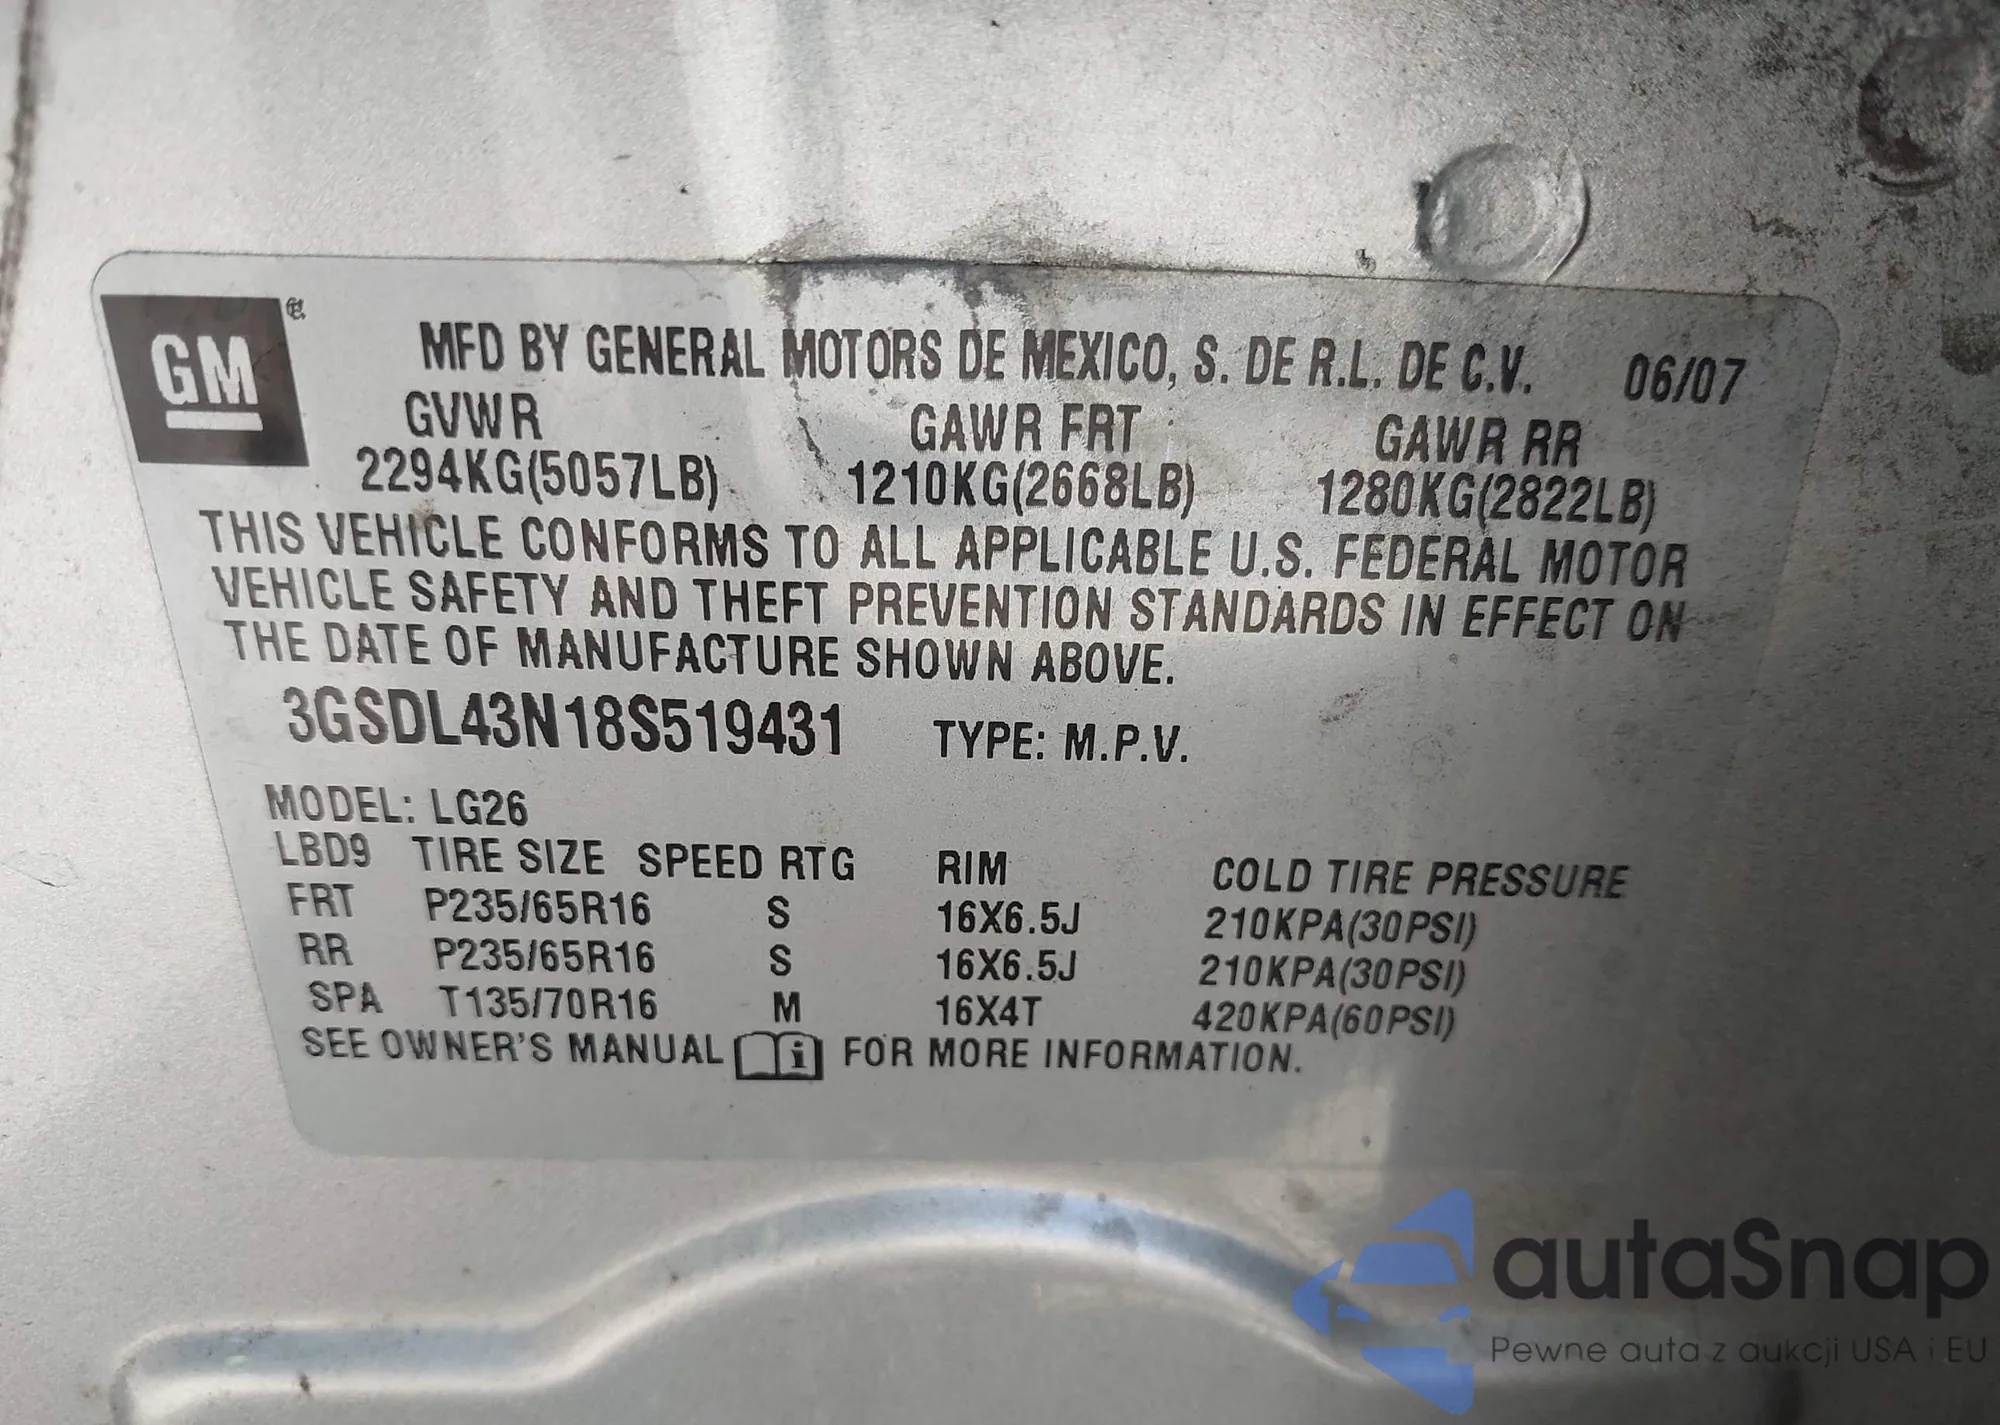 GM
MFD BY GENERAL MOTORS DE MEXICO, S. DE R.L. DE C.V. 06/07
GVWR GAWR FRT GAWR RR
2294KG(5057LB) 1210KG(2668LB) 1280KG(2822LB)
THIS VEHICLE CONFORMS TO ALL APPLICABLE U.S. FEDERAL MOTOR
VEHICLE SAFETY AND THEFT PREVENTION STANDARDS IN EFFECT ON
THE DATE OF MANUFACTURE SHOWN ABOVE.
3GSDL43N18S519431 TYPE: M.P.V.
MODEL: LG26
LBD9 TIRE SIZE SPEED RTG RIM COLD TIRE PRESSURE
FRT P235/65R16 S 16X6.5J 210KPA(30PSI)
RR P235/65R16 S 16X6.5J 210KPA(30PSI)
SPA T135/70R16 M 16X4T 420KPA(60PSI)
SEE OWNER'S MANUAL i FOR MORE INFORMATION.
autaSnap
Pewne auta z aukcji USA i EU